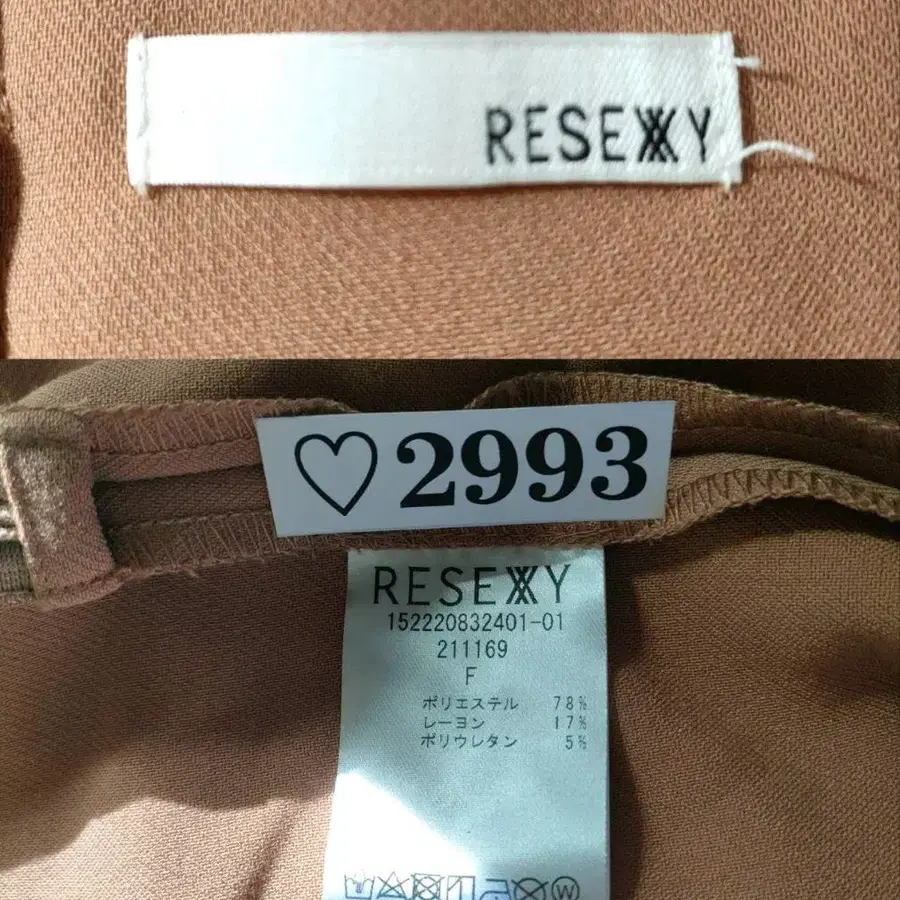 RESEXXY
♡2993
RESEXXY
152220832401-01
211169
F
ポリエステル 78%
レーヨン 17%
ポリウレタン 5%
W